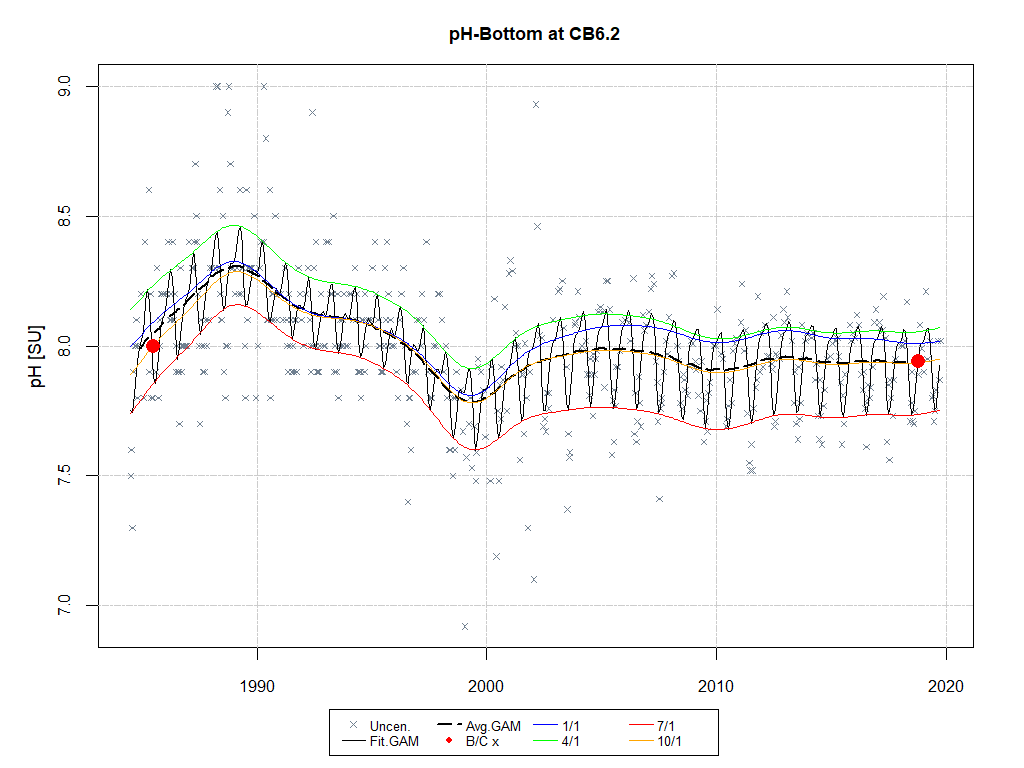 pH-Bottom at CB6.2
pH [SU]
9.0
8.5
8.0
7.5
7.0
1990 2000 2010 2020
Uncen. Avg.GAM 1/1 7/1
Fit.GAM B/C x 4/1 10/1